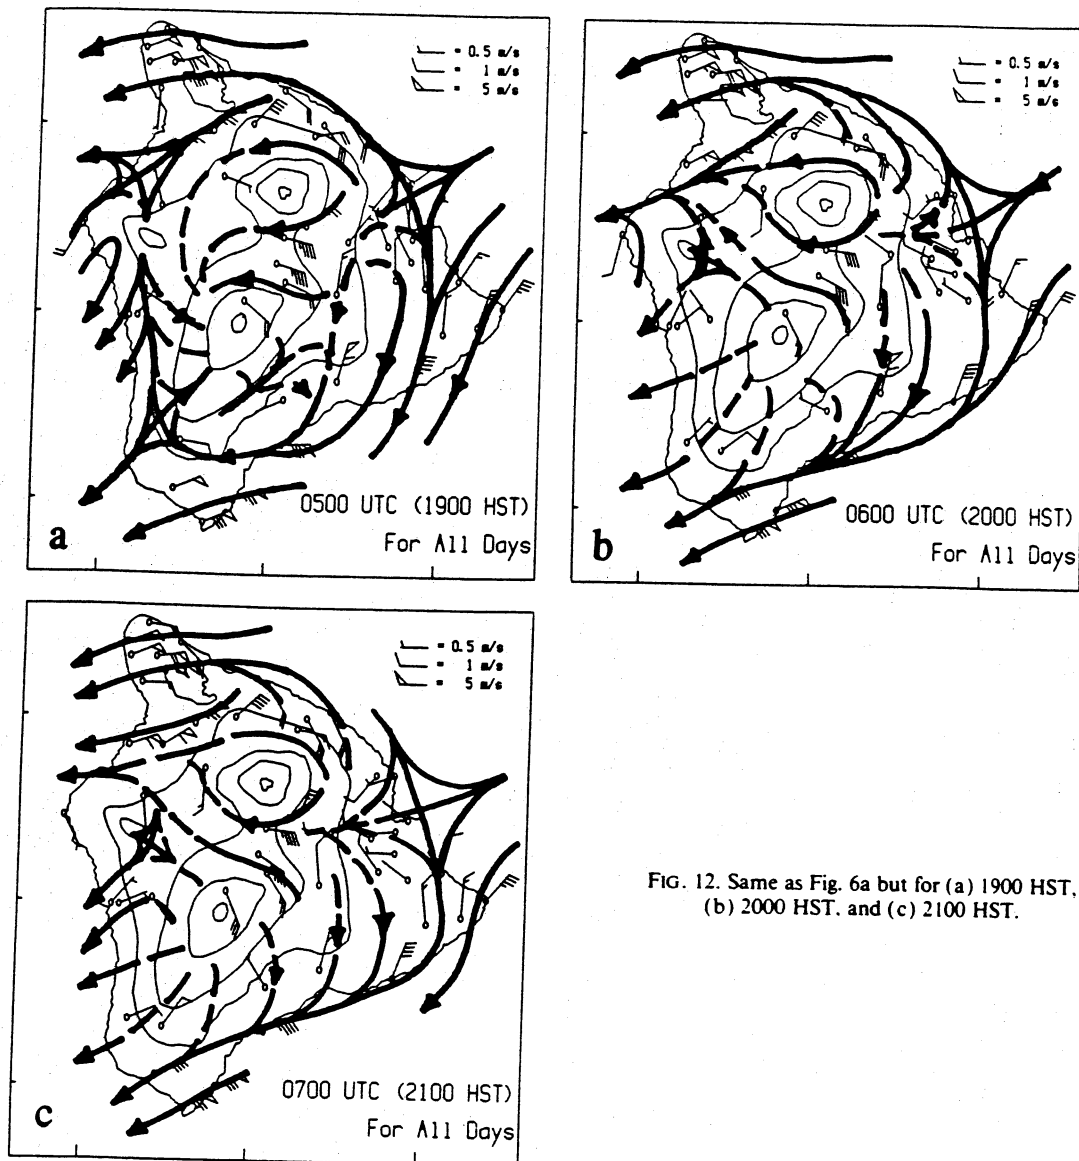 = 0.5 m/s
= 1 m/s
= 5 m/s
0500 UTC (1900 HST)
For All Days
a
= 0.5 m/s
= 1 m/s
= 5 m/s
0600 UTC (2000 HST)
For All Days
b
= 0.5 m/s
= 1 m/s
= 5 m/s
0700 UTC (2100 HST)
For All Days
c
FIG. 12. Same as Fig. 6a but for (a) 1900 HST,
(b) 2000 HST, and (c) 2100 HST.